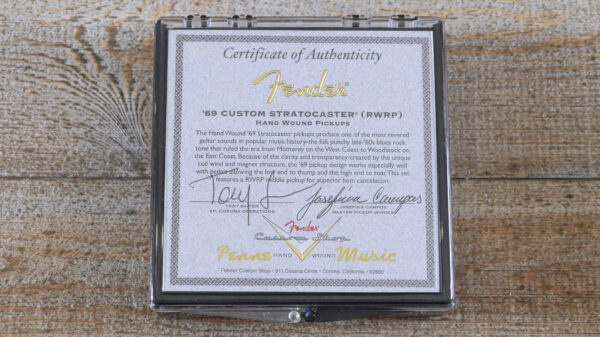 Certificate of Authenticity
Fender
'69 CUSTOM STRATOCASTER® (RWRP)
HAND WOUND PICKUPS
The Hand Wound '69 Stratocaster pickups produce one of the most revered
guitar sounds in popular music history-the full, punchy late-'60s blues rock
tone that ruled the era from Monterey on the West Coast to Woodstock on
the East Coast. Because of the clarity and transparency created by the unique
coil wind and magnet structure, the '69 pickup design works especially well
with pedals allowing the low end to thump and the high end to roar. This set
features a RWRP middle pickup for superior hum cancelation.
Tony
Josefina Campos
TONY
JOSEFINA CAMPOS
VP, CORONA OPERATIONS
MASTER PICKUP WINDER
Fender
Custom Shop
Penne HAND WOUND Music
Fender Custom Shop • 311 Cessna Circle • Corona, California • 92880